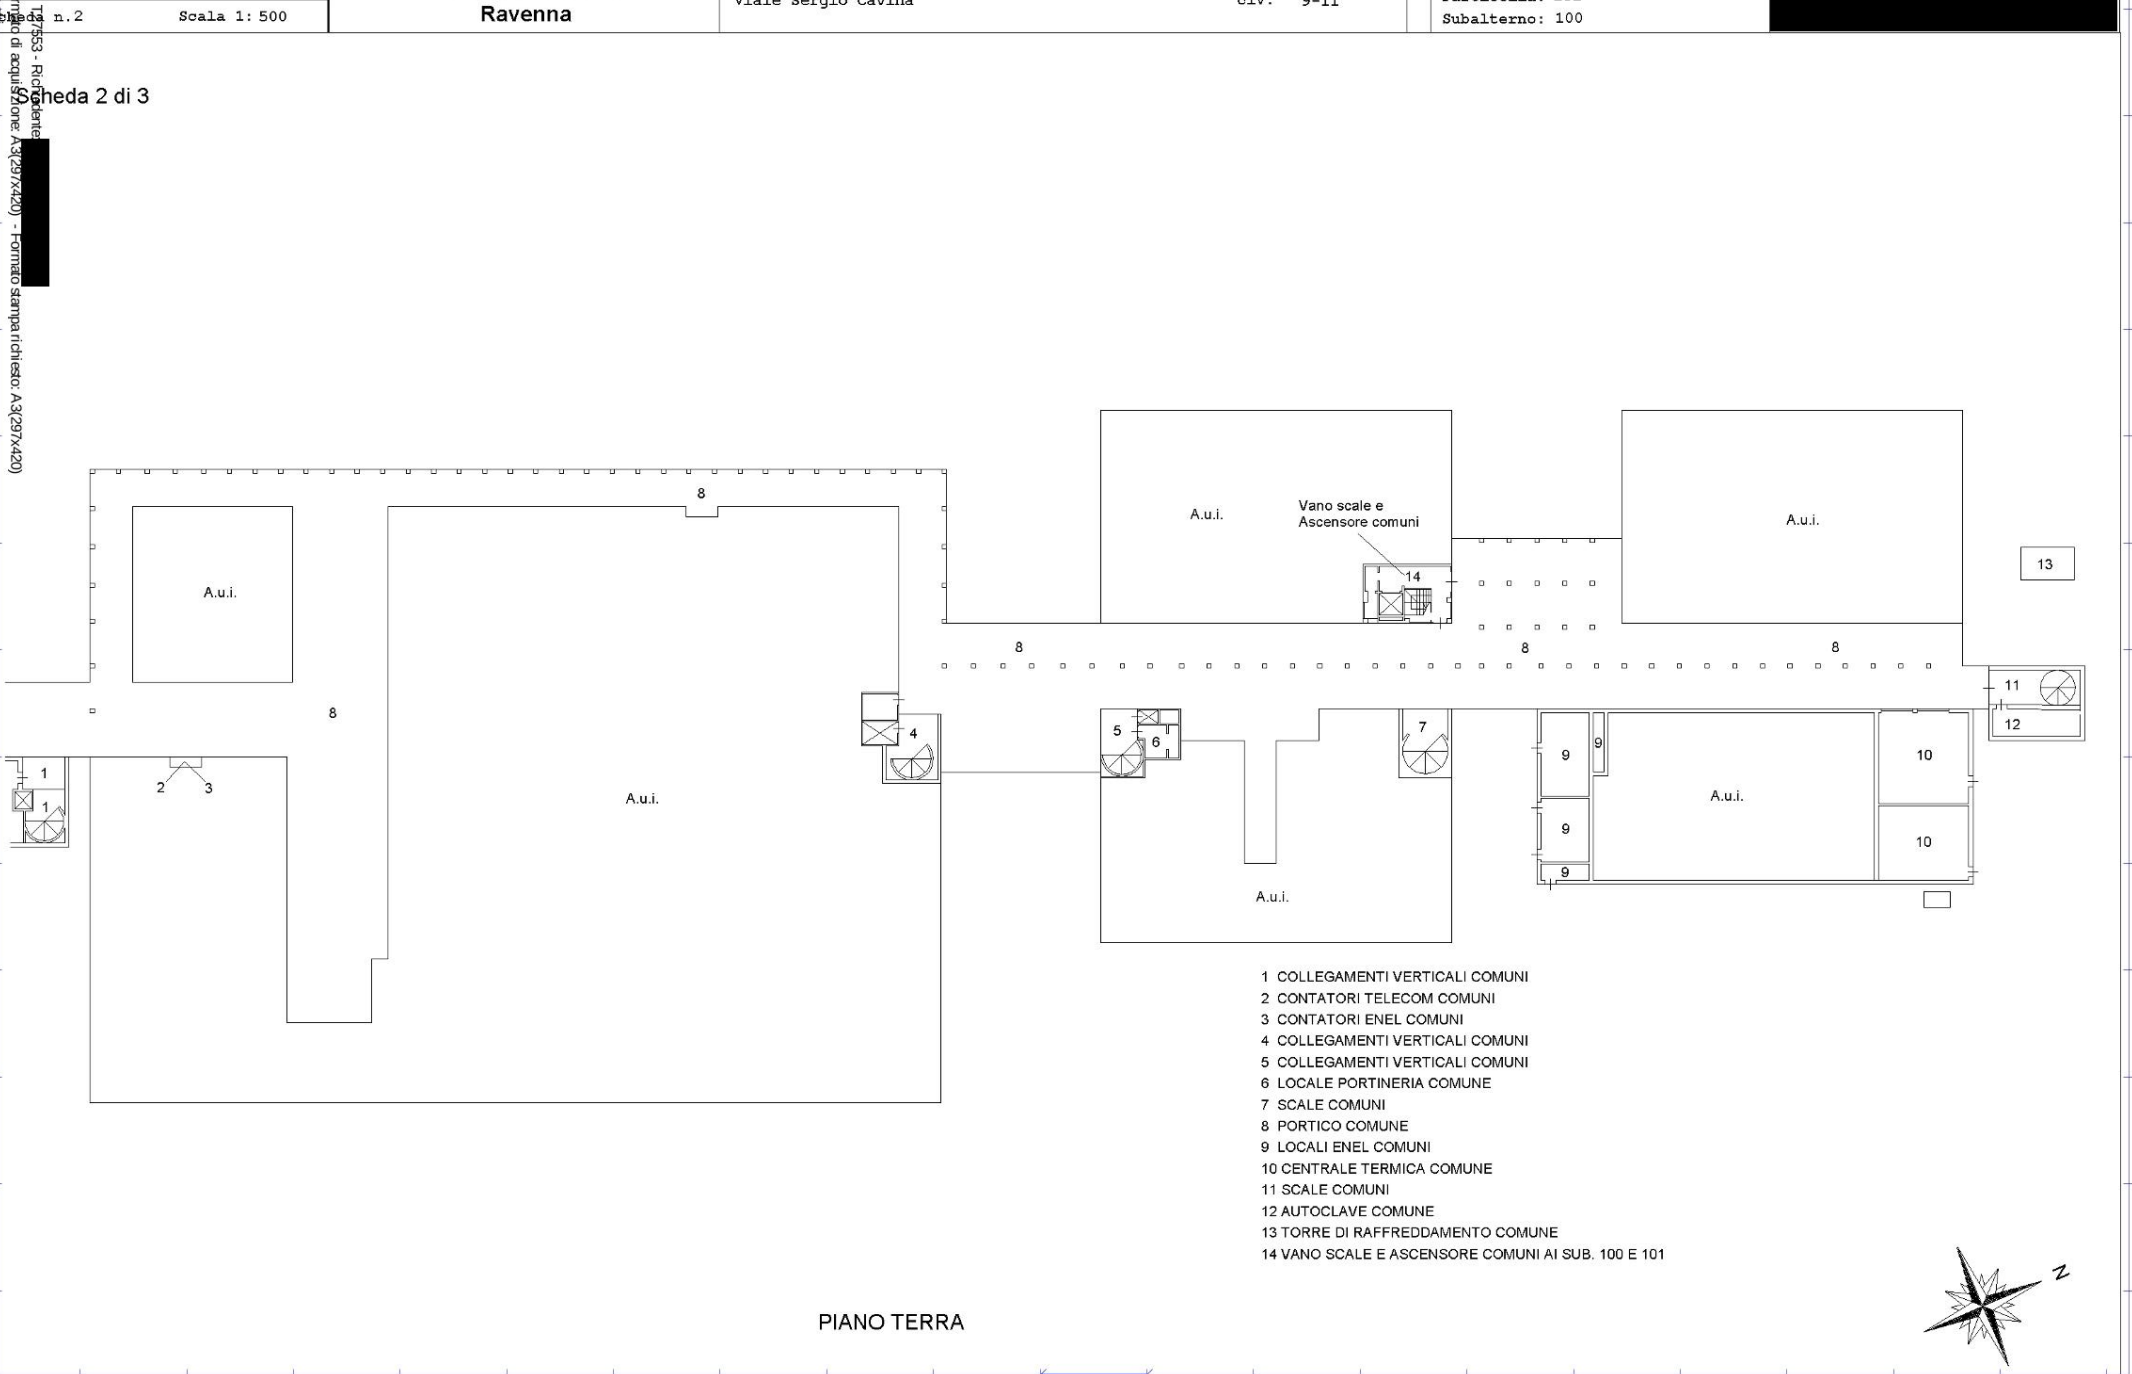 Scheda n.2
Scala 1: 500
Ravenna
Viale Sergio Cavina
civ. 9-11
Subalterno: 100
T177553 - Richiedente:
Formato stampa richiesto: A3(297x420)
Scheda 2 di 3
8
A.u.i.
Vano scale e
Ascensore comuni
A.u.i.
14
13
A.u.i.
8
8
8
8
11
12
1
2
3
1
A.u.i.
4
5
6
7
9
9
10
A.u.i.
9
10
9
A.u.i.
1 COLLEGAMENTI VERTICALI COMUNI
2 CONTATORI TELECOM COMUNI
3 CONTATORI ENEL COMUNI
4 COLLEGAMENTI VERTICALI COMUNI
5 COLLEGAMENTI VERTICALI COMUNI
6 LOCALE PORTINERIA COMUNE
7 SCALE COMUNI
8 PORTICO COMUNE
9 LOCALI ENEL COMUNI
10 CENTRALE TERMICA COMUNE
11 SCALE COMUNI
12 AUTOCLAVE COMUNE
13 TORRE DI RAFFREDDAMENTO COMUNE
14 VANO SCALE E ASCENSORE COMUNI AI SUB. 100 E 101
N
PIANO TERRA